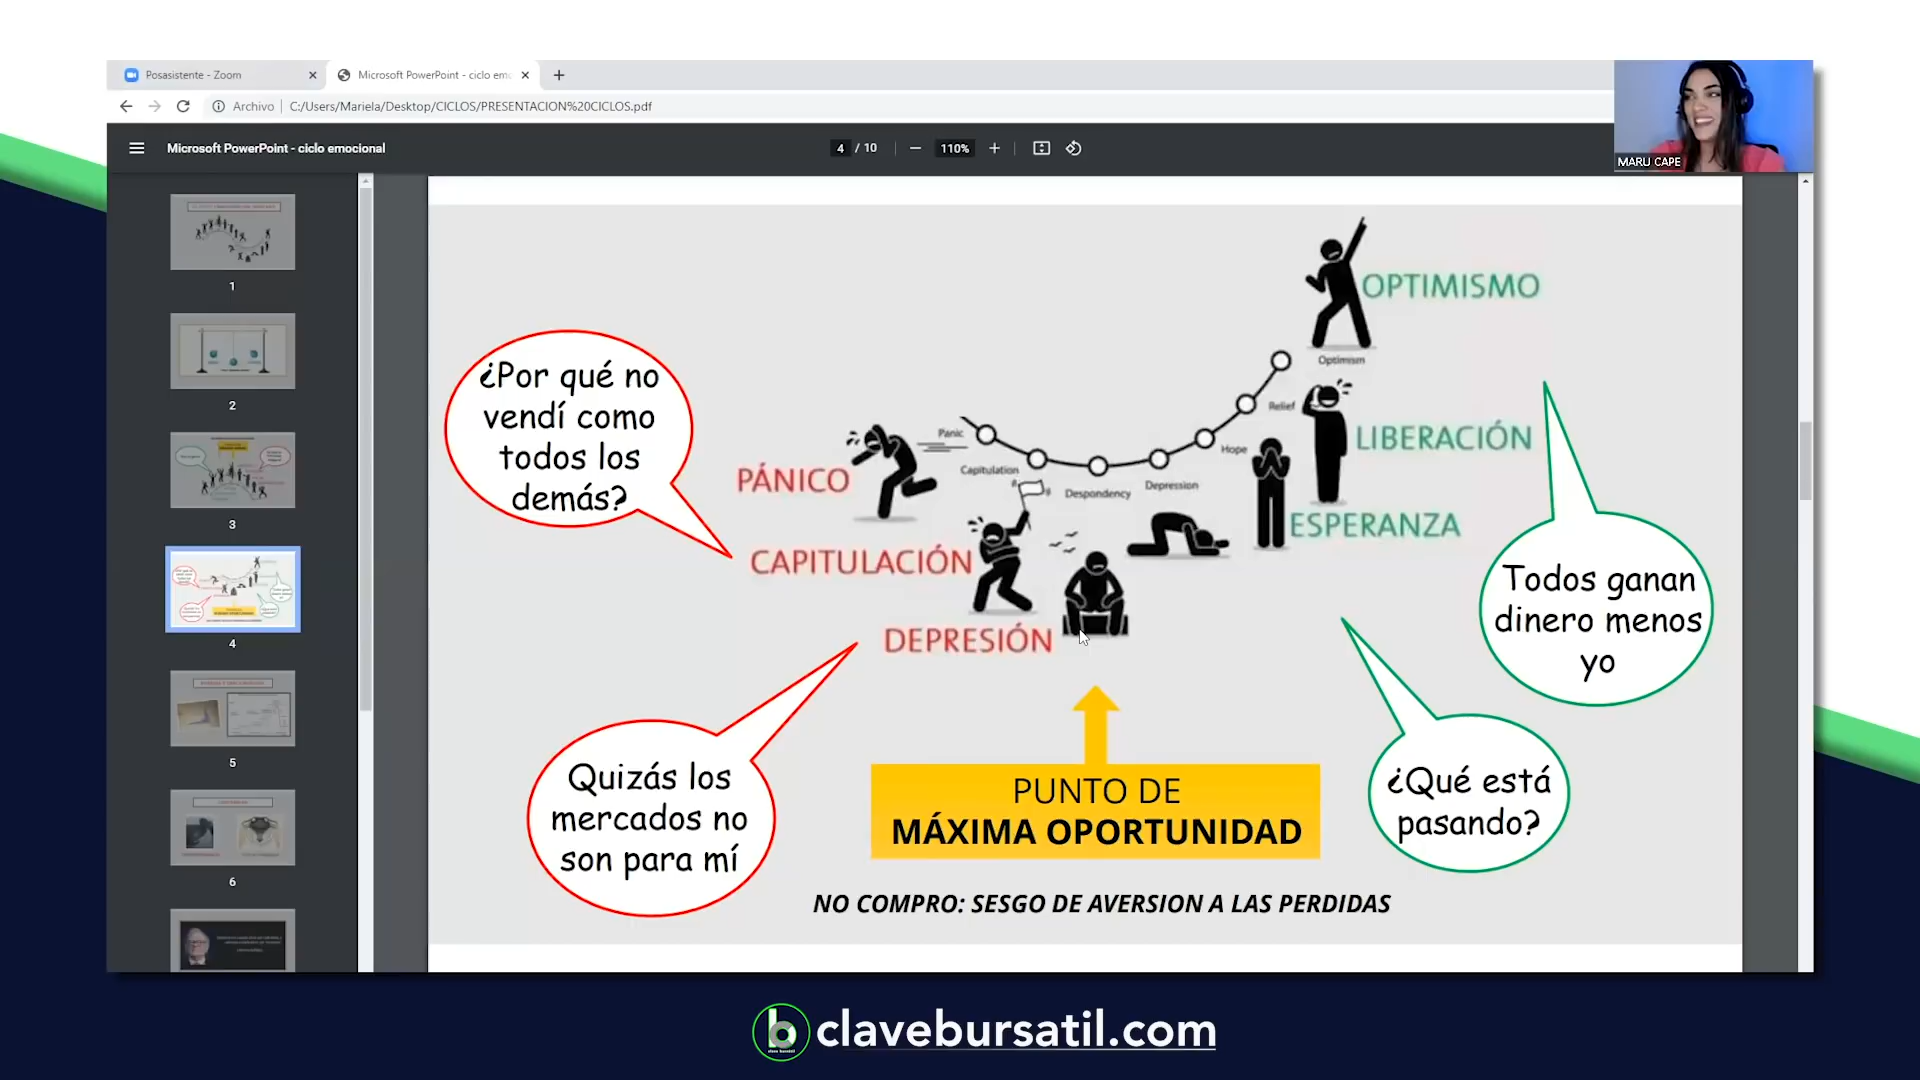 Posasistente - Zoom
Microsoft PowerPoint - ciclo emo
Archivo
C:/Users/Mariela/Desktop/CICLOS/PRESENTACION%20CICLOS.pdf
Microsoft PowerPoint - ciclo emocional
4 / 10
110%
MARU CAPE
1
2
3
4
5
6
OPTIMISMO
Optimism
¿Por qué no
vendí como
todos los
demás?
Panic
Relief
PÁNICO
Capitulation
Hope
LIBERACIÓN
Despondency
Depression
ESPERANZA
CAPITULACIÓN
DEPRESIÓN
Todos ganan
dinero menos
yo
Quizás los
mercados no
son para mí
PUNTO DE
MÁXIMA OPORTUNIDAD
¿Qué está
pasando?
NO COMPRO: SESGO DE AVERSION A LAS PERDIDAS
clavebursatil.com